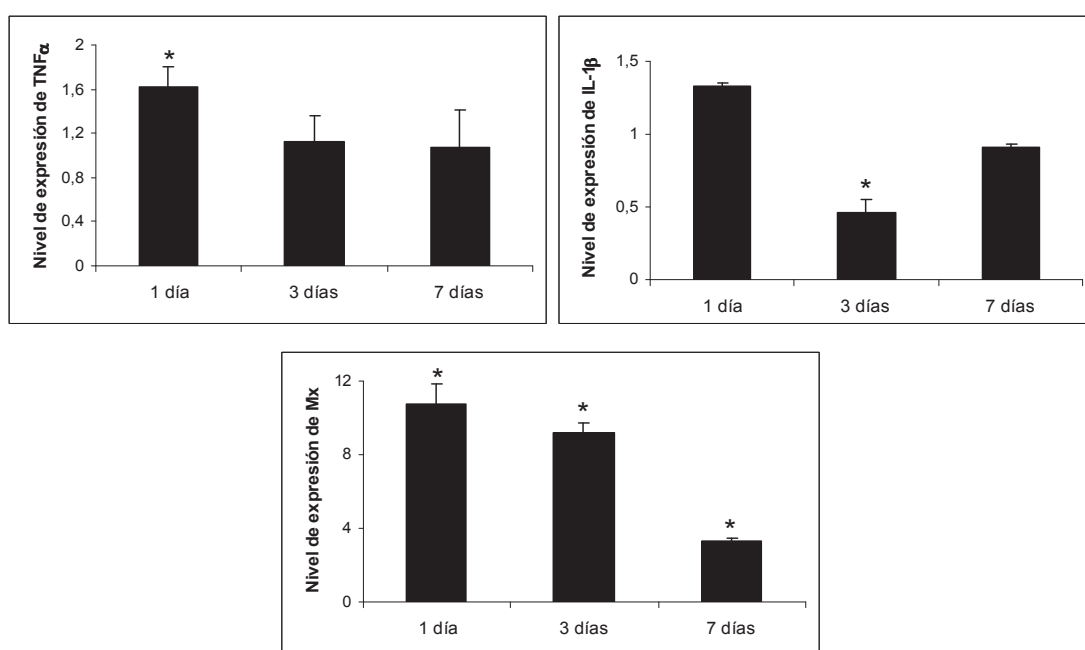 Nivel de expresión de TNFα
2
1,6
1,2
0,8
0,4
0
*
1 día
3 días
7 días
Nivel de expresión de IL-1β
1,5
1
0,5
0
*
1 día
3 días
7 días
Nivel de expresión de Mx
12
8
4
0
*
*
*
1 día
3 días
7 días